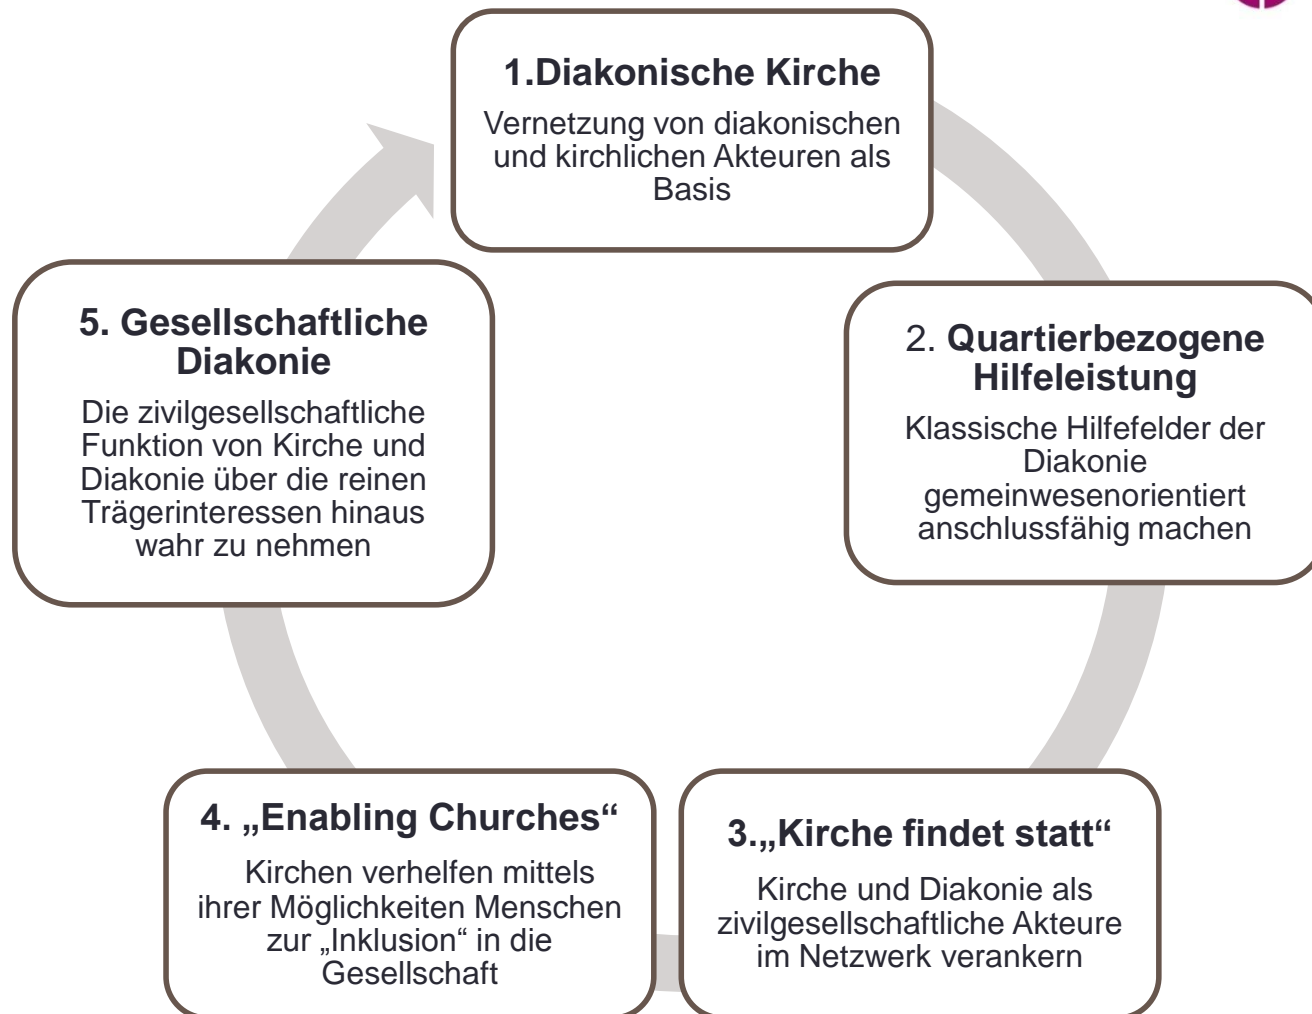 1.Diakonische Kirche
Vernetzung von diakonischen
und kirchlichen Akteuren als
Basis
2. Quartierbezogene
Hilfeleistung
Klassische Hilfefelder der
Diakonie
gemeinwesenorientiert
anschlussfähig machen
3.„Kirche findet statt“
Kirche und Diakonie als
zivilgesellschaftliche Akteure
im Netzwerk verankern
4. „Enabling Churches“
Kirchen verhelfen mittels
ihrer Möglichkeiten Menschen
zur „Inklusion“ in die
Gesellschaft
5. Gesellschaftliche
Diakonie
Die zivilgesellschaftliche
Funktion von Kirche und
Diakonie über die reinen
Trägerinteressen hinaus
wahr zu nehmen